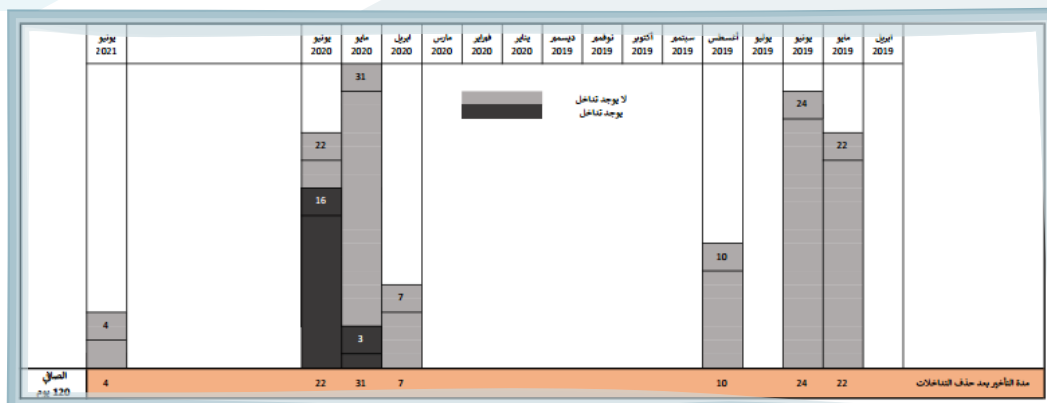 أبريل 2019
مايو 2019
يونيو 2019
يوليو 2019
أغسطس 2019
سبتمبر 2019
أكتوبر 2019
نوفمبر 2019
ديسمبر 2019
يناير 2020
فبراير 2020
مارس 2020
أبريل 2020
مايو 2020
يونيو 2020
يونيو 2021
31
لا يوجد تداخل
24
يوجد تداخل
22
22
16
10
7
4
3
مدة التأخير بعد حذف التداخلات 22 24 10 7 31 22 4 الصافي 120 يوم